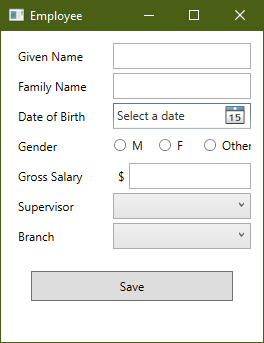 Employee
Given Name
Family Name
Date of Birth Select a date 15
Gender M F Other
Gross Salary $
Supervisor
Branch
Save